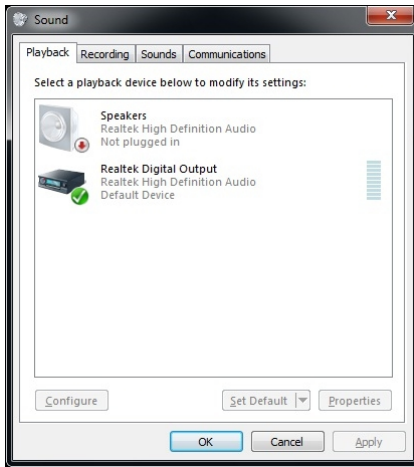 Sound
Playback Recording Sounds Communications
Select a playback device below to modify its settings:
Speakers
Realtek High Definition Audio
Not plugged in
Realtek Digital Output
Realtek High Definition Audio
Default Device
Configure Set Default Properties
OK Cancel Apply